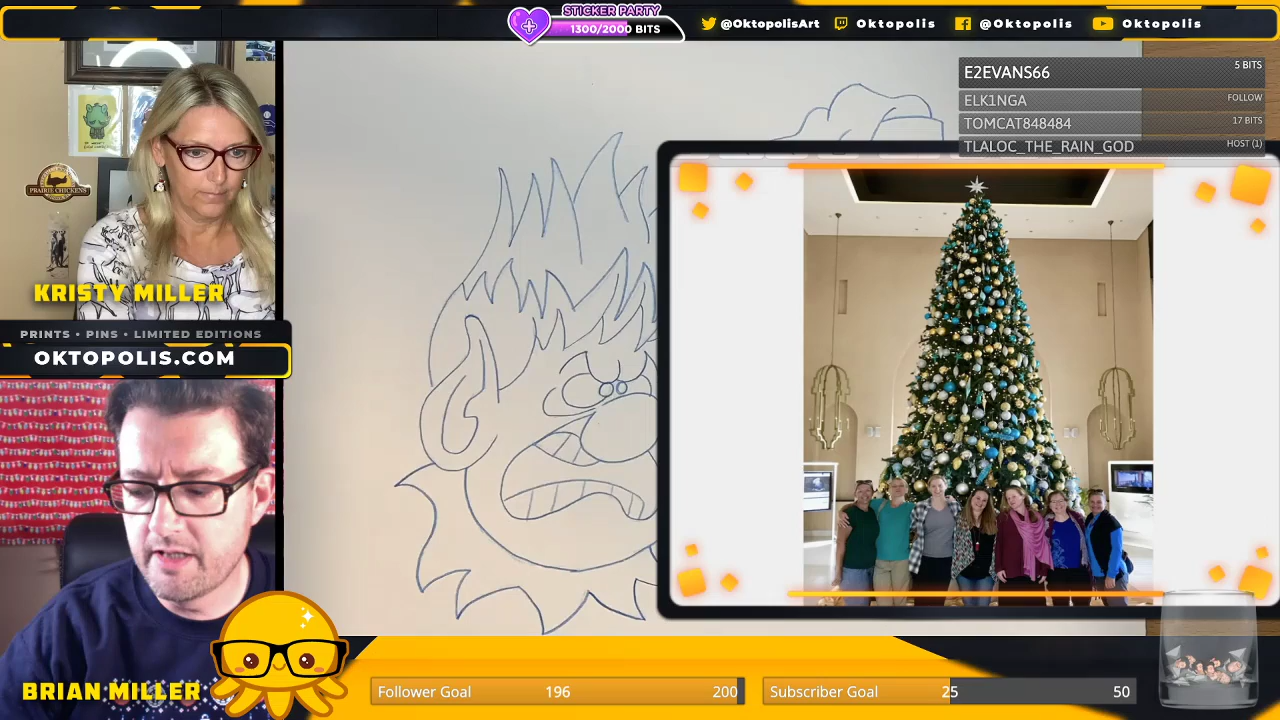 STICKER PARTY
1300/2000 BITS
@OktopolisArt
Oktopolis
@Oktopolis
Oktopolis
E2EVANS66 5 BITS
ELK1NGA FOLLOW
TOMCAT848484 17 BITS
TLALOC_THE_RAIN_GOD HOST (1)
PRAIRIE CHICKENS
KRISTY MILLER
PRINTS • PINS • LIMITED EDITIONS
OKTOPOLIS.COM
BRIAN MILLER
Follower Goal 196 200
Subscriber Goal 25 50